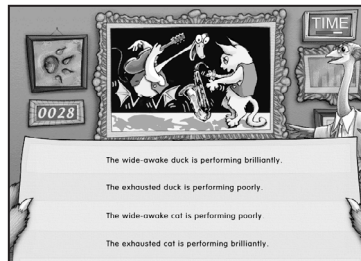 TIME
0028
The wide-awake duck is performing brilliantly.
The exhausted duck is performing poorly.
The wide-awake cat is performing poorly.
The exhausted cat is performing brilliantly.